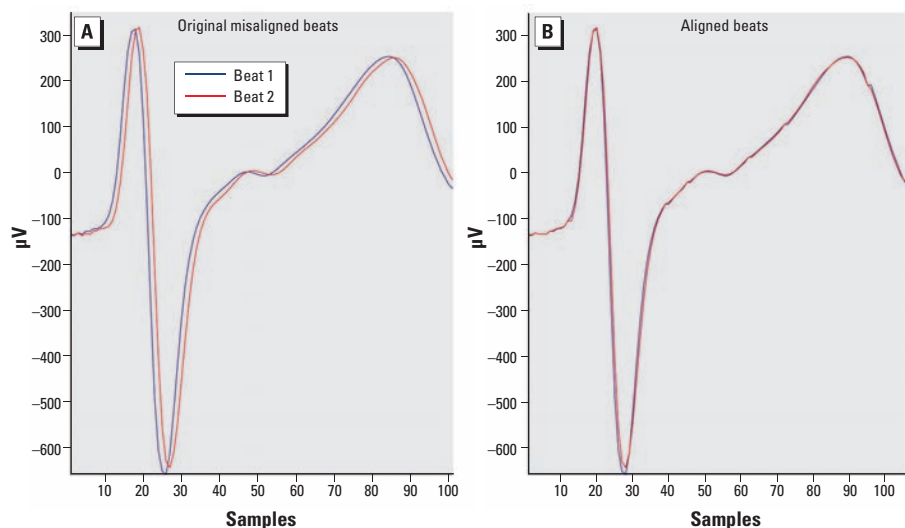 A
Original misaligned beats
Beat 1
Beat 2
300
200
100
0
–100
–200
–300
–400
–500
–600
µV
10 20 30 40 50 60 70 80 90 100
Samples
B
Aligned beats
300
200
100
0
–100
–200
–300
–400
–500
–600
µV
10 20 30 40 50 60 70 80 90 100
Samples